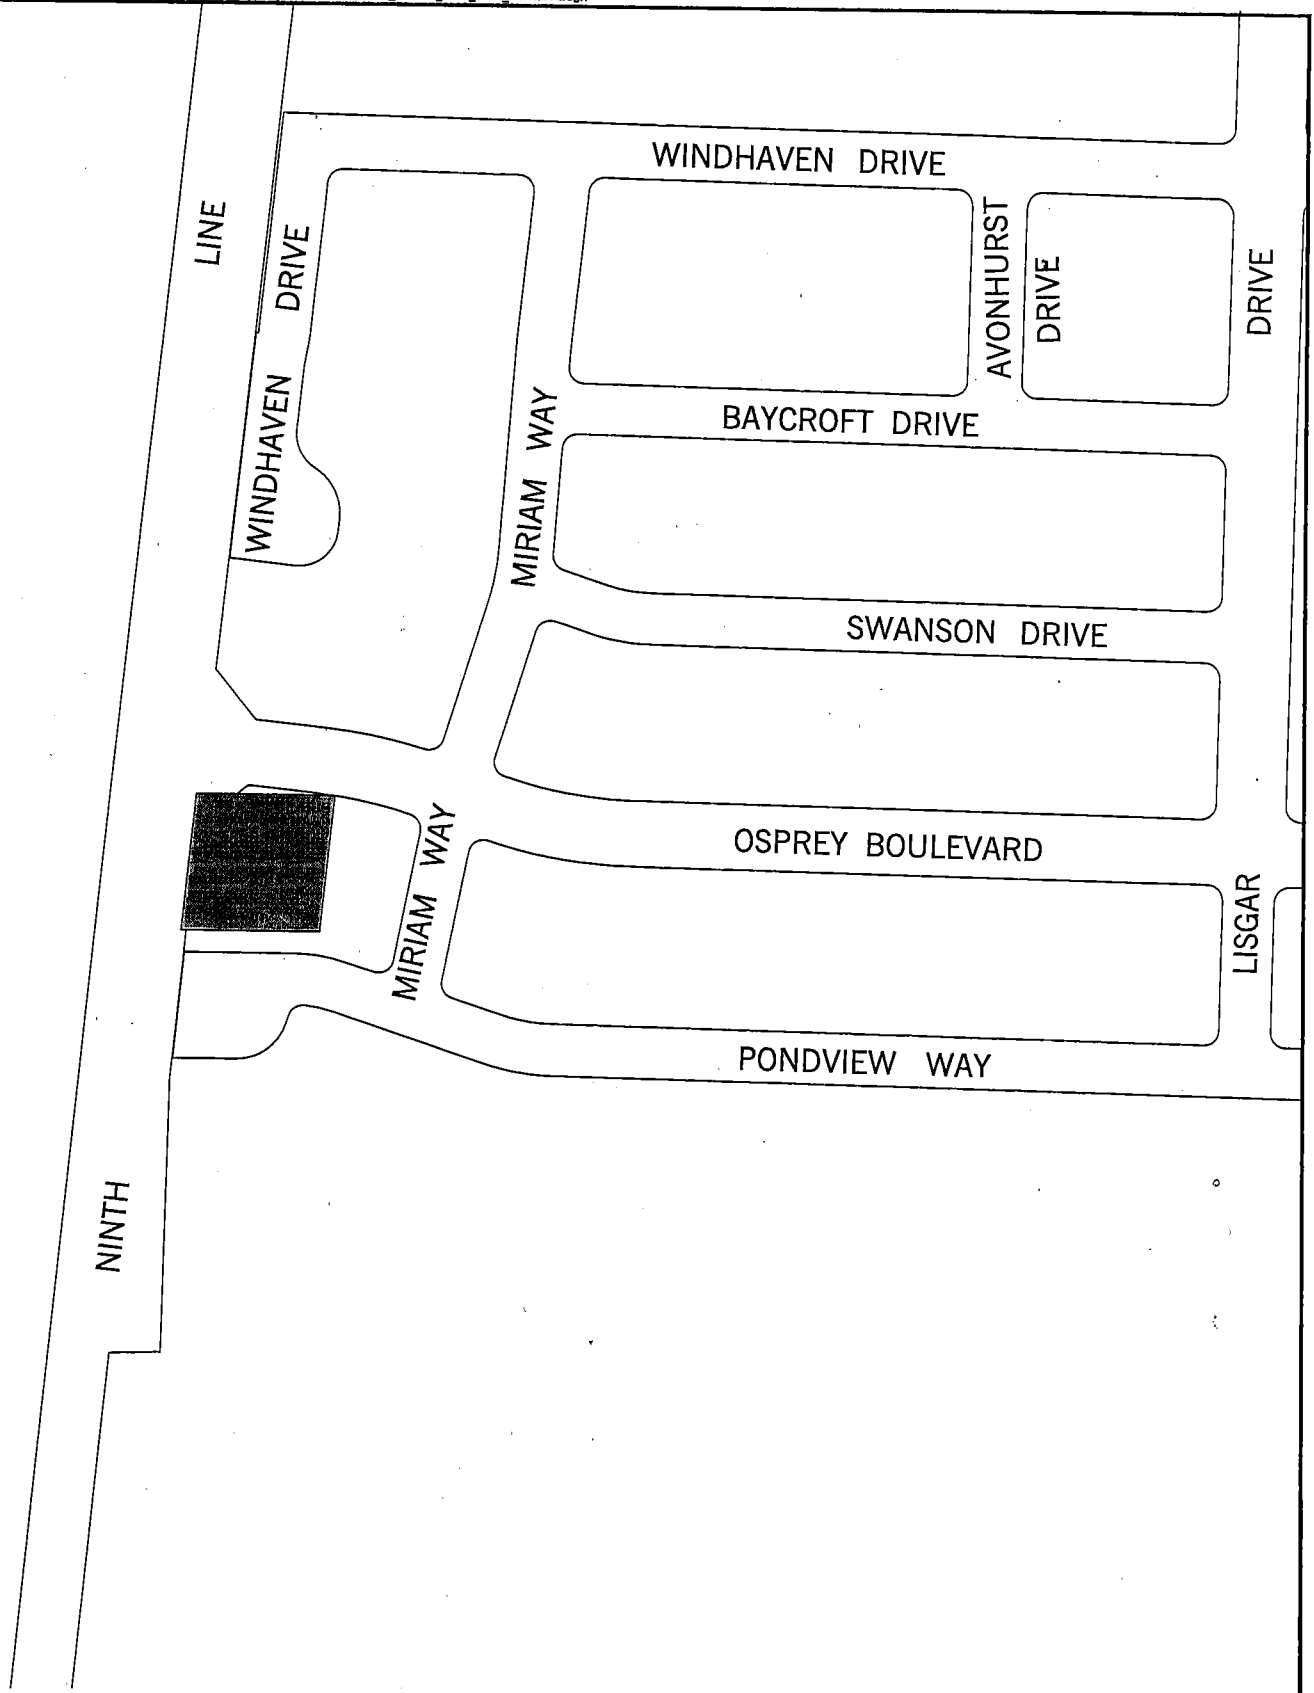 WINDHAVEN DRIVE
LINE
WINDHAVEN DRIVE
AVONHURST
DRIVE
DRIVE
BAYCROFT DRIVE
MIRIAM WAY
SWANSON DRIVE
MIRIAM WAY
OSPREY BOULEVARD
LISGAR
PONDVIEW WAY
NINTH